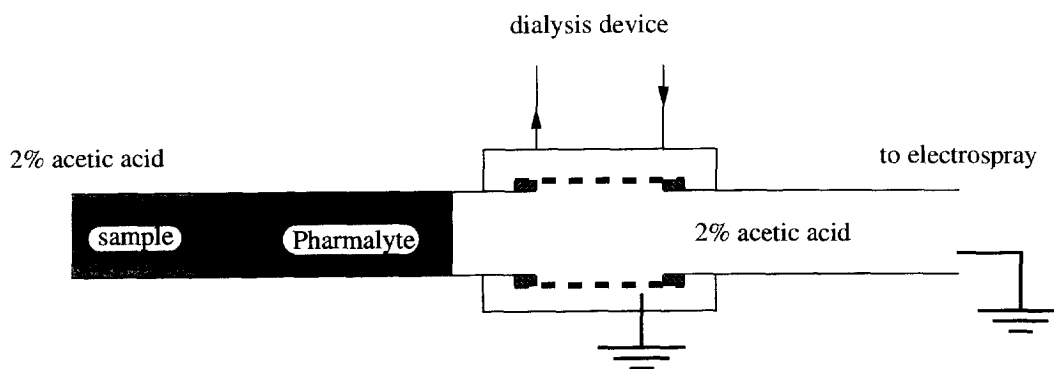 dialysis device
2% acetic acid
to electrospray
sample
Pharmalyte
2% acetic acid